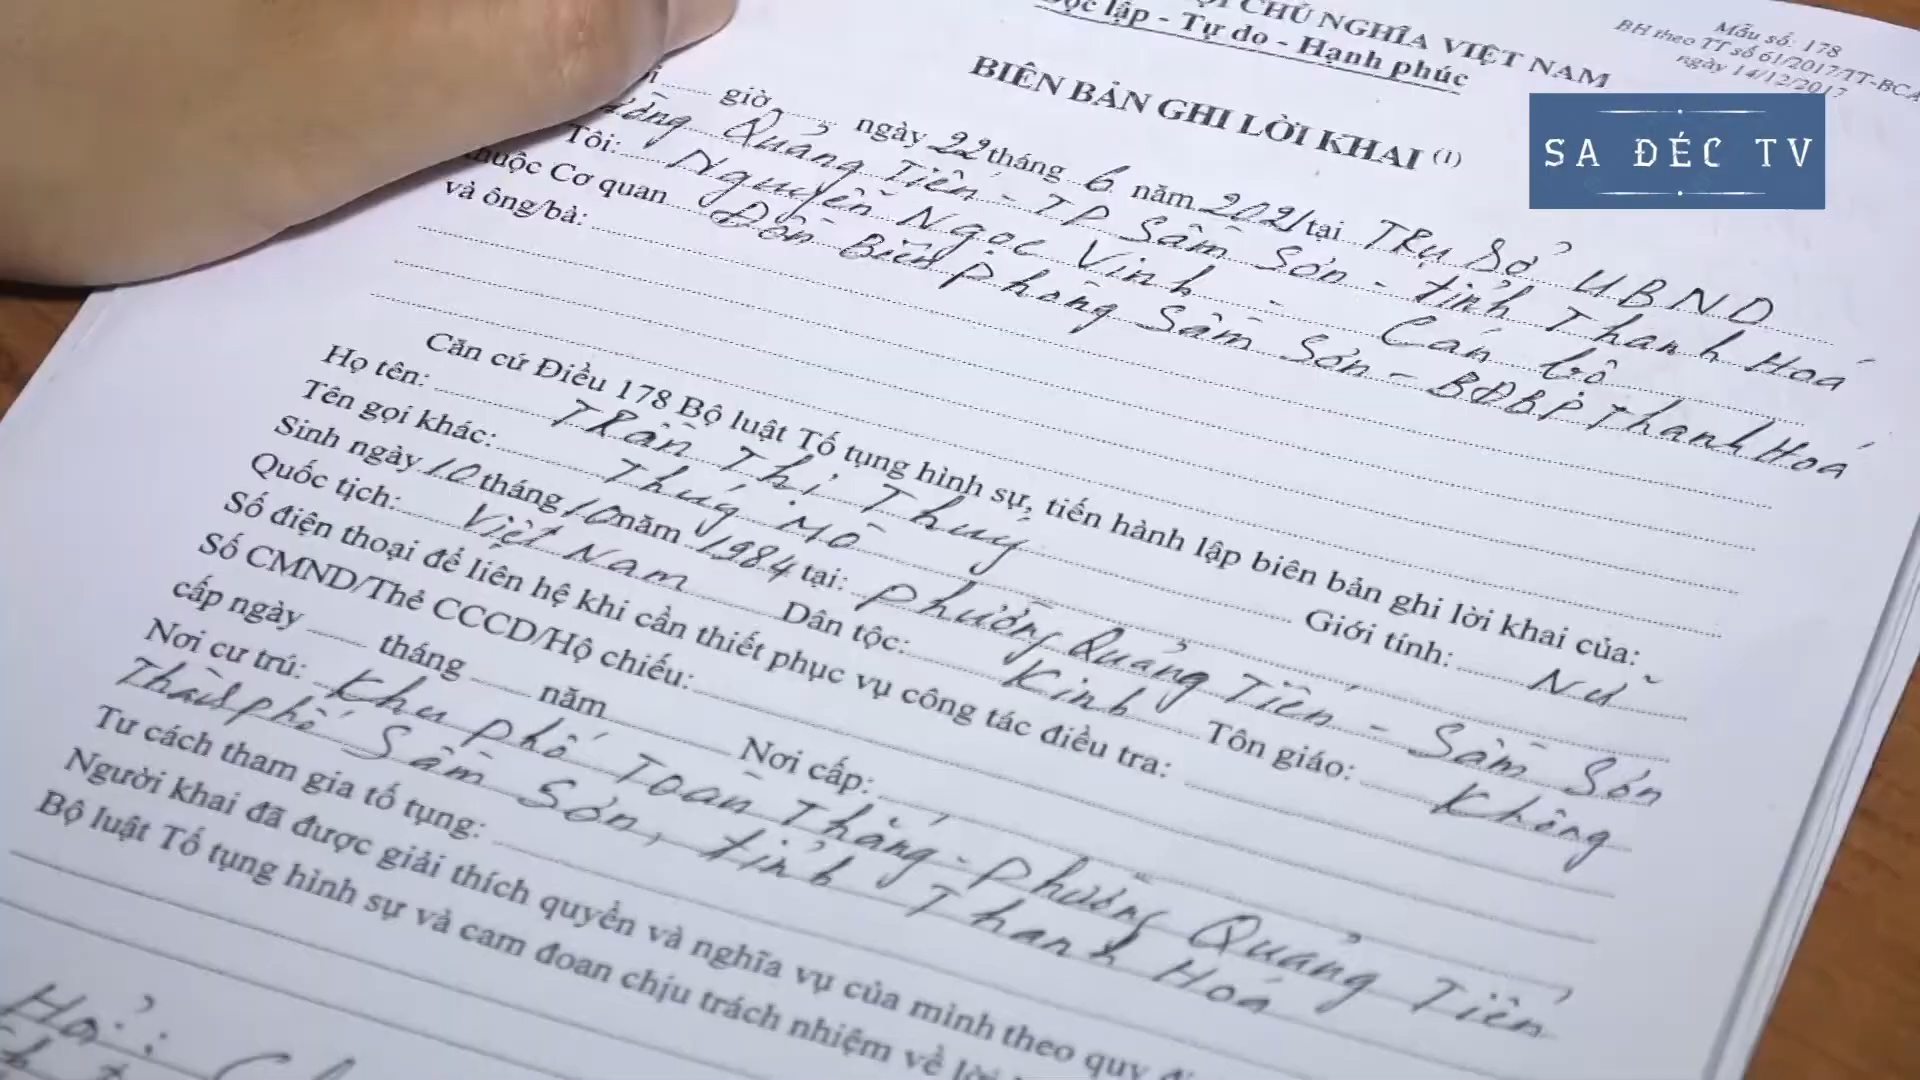 CHỦ NGHĨA VIỆT NAM
lập - Tự do - Hạnh phúc
Mẫu số: 178
BH theo TT số 61/2017/TT-BCA
ngày 14/12/2017
SA ĐÉC TV
BIÊN BẢN GHI LỜI KHAI (1)
giờ ngày 22 tháng 6 năm 2021 tại TRụ Sở UBND
Quảng Tiến - TP Sầm Sơn - tỉnh Thanh Hoá
Tôi: Nguyễn Ngọc Vinh - Cán bộ
thuộc Cơ quan Đồn Biên Phòng Sầm Sơn - BĐBP Thanh Hoá
và ông/bà:
Căn cứ Điều 178 Bộ luật Tố tụng hình sự, tiến hành lập biên bản ghi lời khai của:
Họ tên: TRần Thị Thuý Giới tính: Nữ
Tên gọi khác: Thuý Mơ
Sinh ngày 10 tháng 10 năm 1984 tại: Phường Quảng Tiến - Sầm Sơn
Quốc tịch: Việt Nam Dân tộc: Kinh Tôn giáo: Không
Số điện thoại để liên hệ khi cần thiết phục vụ công tác điều tra:
Số CMND/Thẻ CCCD/Hộ chiếu:
cấp ngày tháng năm Nơi cấp:
Nơi cư trú: Khu phố Toàn Thắng - Phường Quảng Tiến
phố Sầm Sơn, tỉnh Thanh Hoá
Tư cách tham gia tố tụng:
Người khai đã được giải thích quyền và nghĩa vụ của mình theo quy
Bộ luật Tố tụng hình sự và cam đoan chịu trách nhiệm về lời
Hỏi: